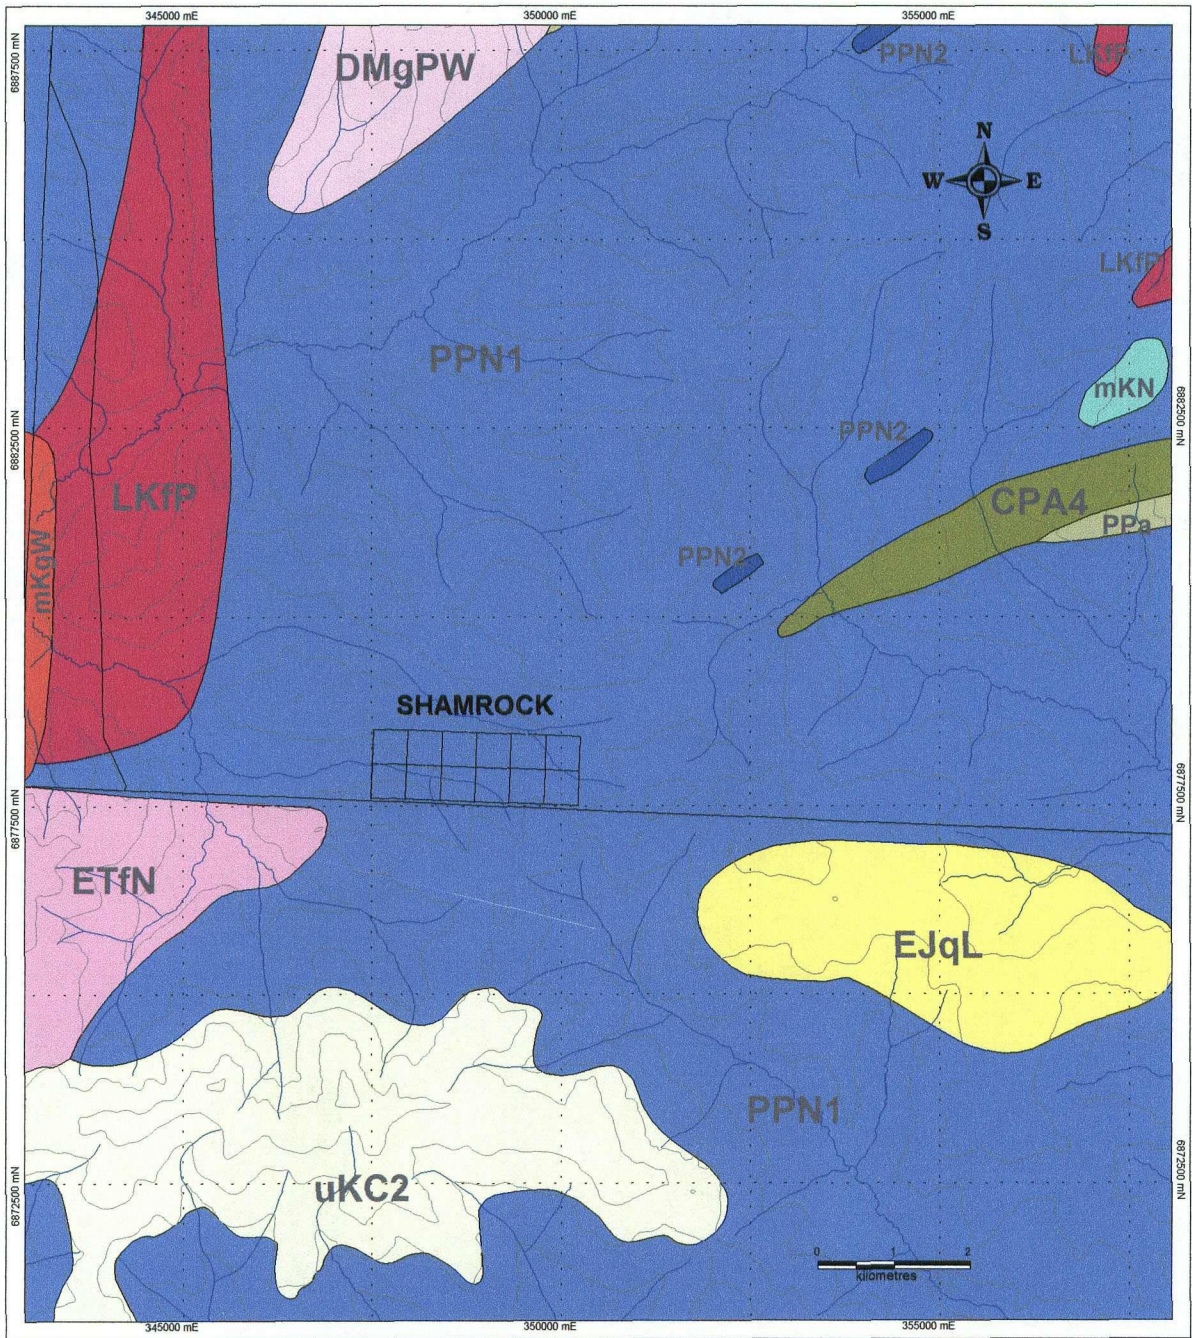 345000 mE
350000 mE
355000 mE
6887500 mN
6887500 mN
DMgPW
PPN2
LKfP
N
W
E
S
LKfP
PPN1
mKN
6882500 mN
6882500 mN
PPN2
LKfP
CPA4
PPa
mKgW
PPN2
SHAMROCK
6877500 mN
6877500 mN
ETfN
EJqL
PPN1
6872500 mN
6872500 mN
uKC2
0 1 2
kilometres
345000 mE
350000 mE
355000 mE